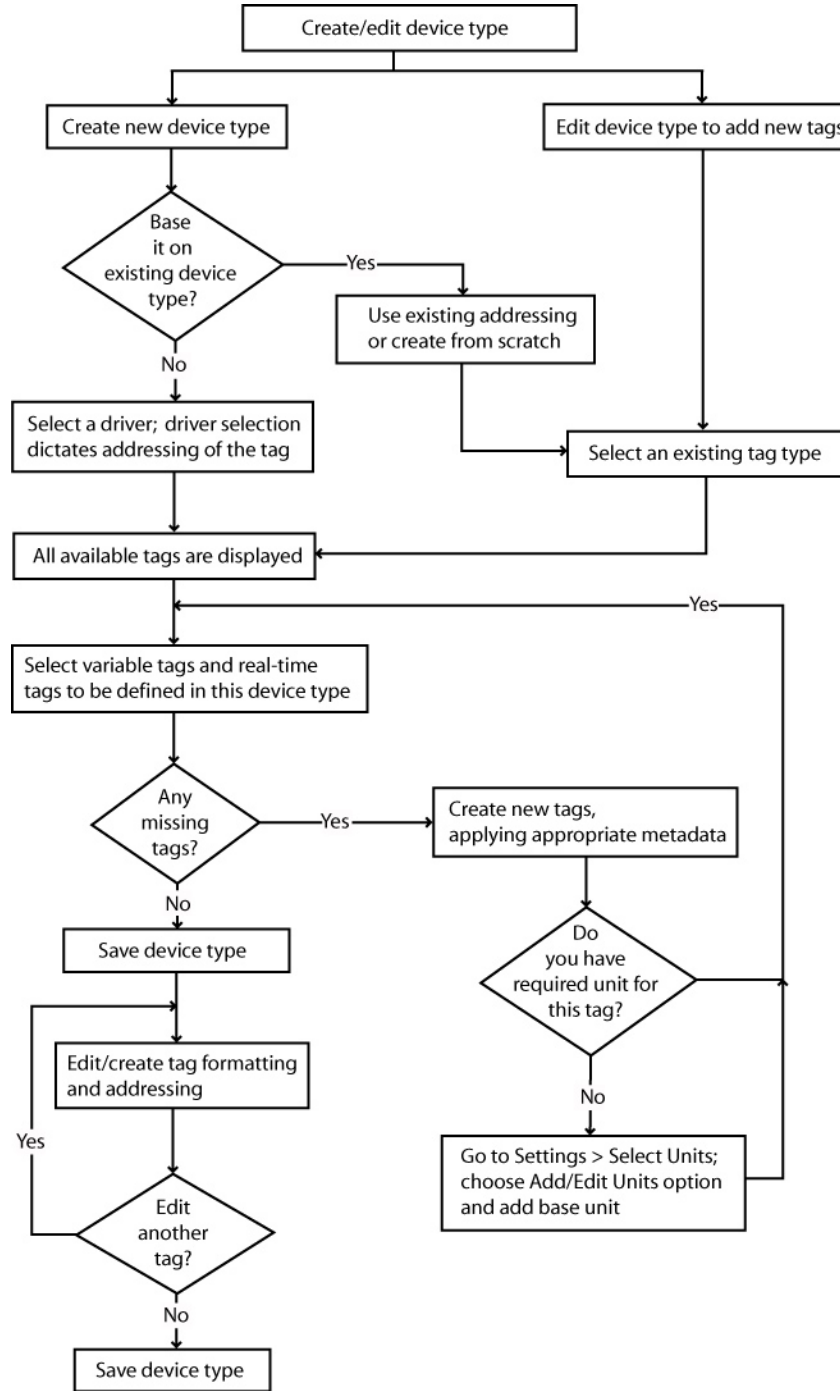 Create/edit device type
Create new device type
Edit device type to add new tags
Base
it on
existing device
type?
Yes
Use existing addressing
or create from scratch
No
Select a driver; driver selection
dictates addressing of the tag
Select an existing tag type
All available tags are displayed
Yes
Select variable tags and real-time
tags to be defined in this device type
Any
missing
tags?
Yes
Create new tags,
applying appropriate metadata
No
Save device type
Do
you have
required unit for
this tag?
Edit/create tag formatting
and addressing
No
Yes
Go to Settings > Select Units;
choose Add/Edit Units option
and add base unit
Edit
another
tag?
No
Save device type